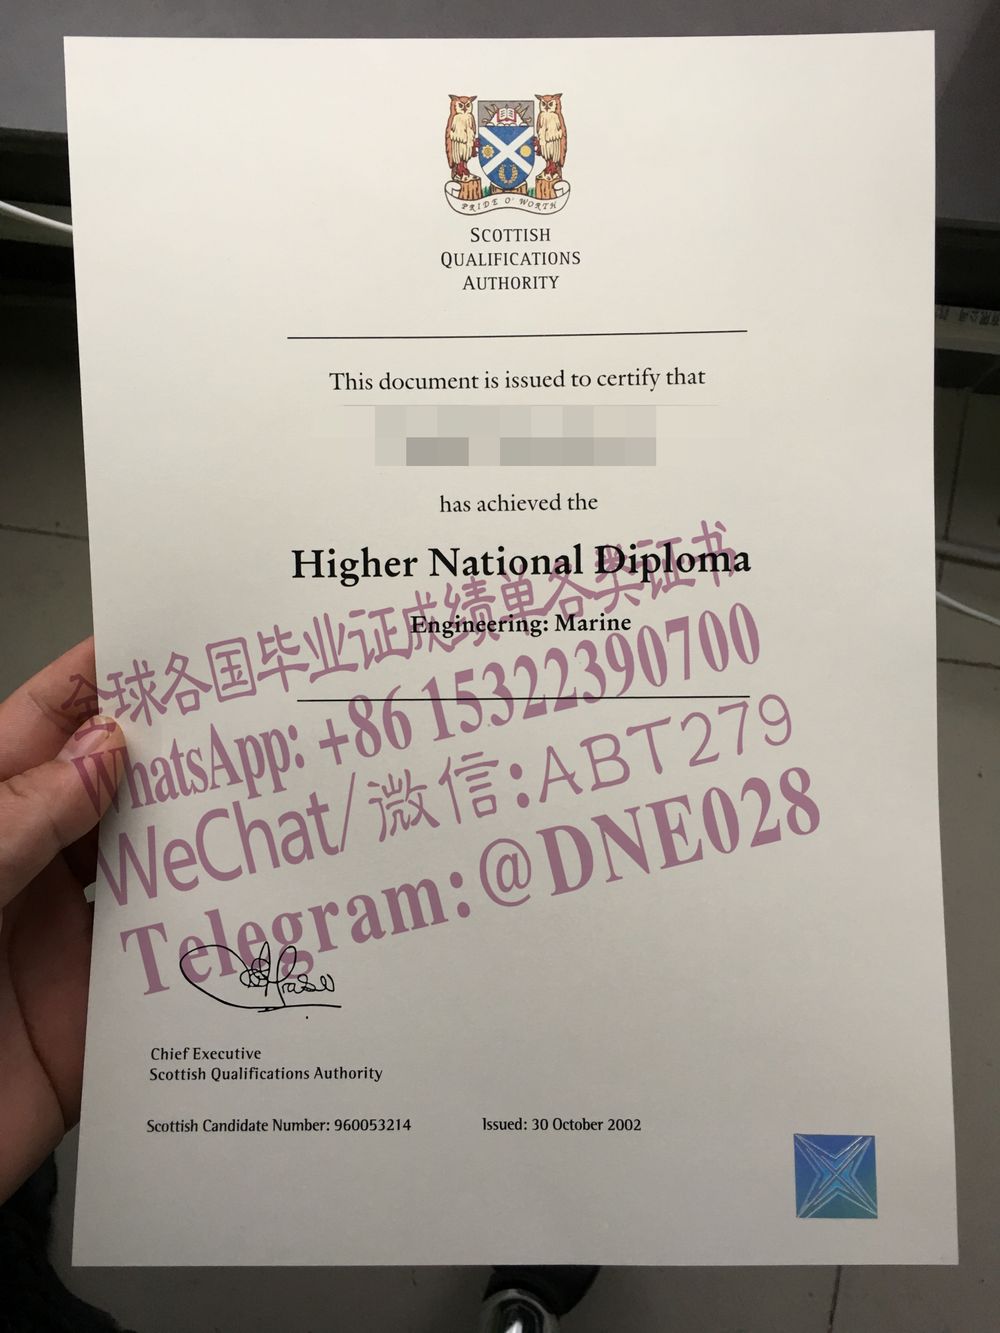 PRIDE O' WORTH
SCOTTISH
QUALIFICATIONS
AUTHORITY
This document is issued to certify that
has achieved the
Higher National Diploma
Engineering: Marine
全球各国毕业证成绩单各类证书
WhatsApp: +86 15322390700
WeChat/微信:ABT279
Telegram:@DNE028
Chief Executive
Scottish Qualifications Authority
Scottish Candidate Number: 960053214
Issued: 30 October 2002